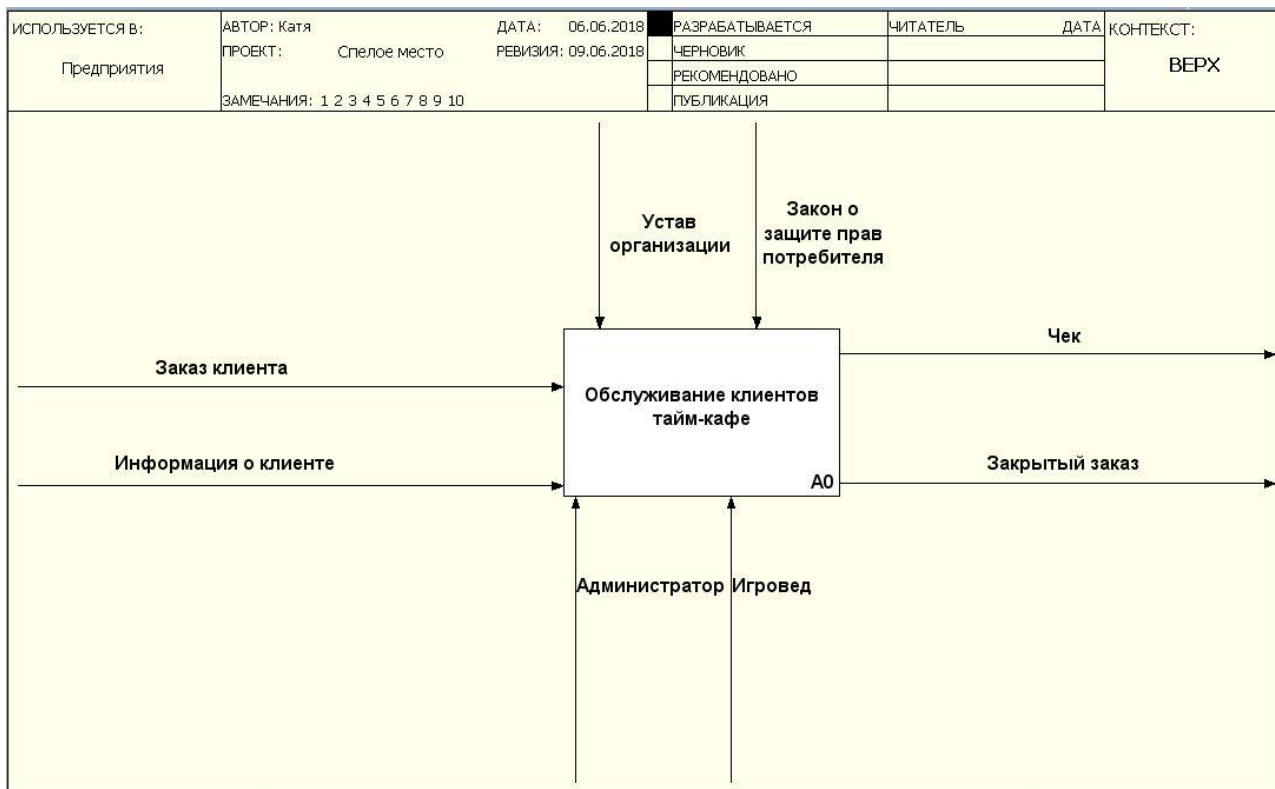 ИСПОЛЬЗУЕТСЯ В:
Предприятия
АВТОР: Катя
ДАТА: 06.06.2018
ПРОЕКТ: Спелое место
РЕВИЗИЯ: 09.06.2018
ЗАМЕЧАНИЯ: 1 2 3 4 5 6 7 8 9 10
РАЗРАБАТЫВАЕТСЯ
ЧЕРНОВИК
РЕКОМЕНДОВАНО
ПУБЛИКАЦИЯ
ЧИТАТЕЛЬ
ДАТА
КОНТЕКСТ:
ВЕРХ
Устав
организации
Закон о
защите прав
потребителя
Заказ клиента
Информация о клиенте
Обслуживание клиентов
тайм-кафе
A0
Чек
Закрытый заказ
Администратор
Игровед